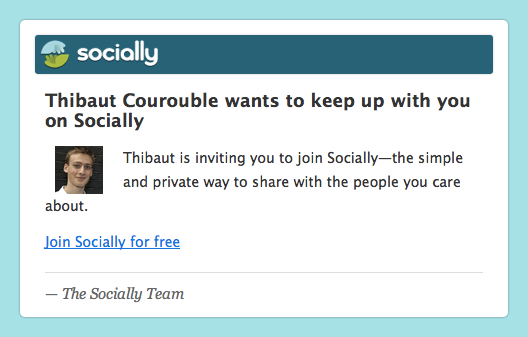 socially
Thibaut Courouble wants to keep up with you
on Socially
Thibaut is inviting you to join Socially—the simple
and private way to share with the people you care
about.
Join Socially for free
— The Socially Team